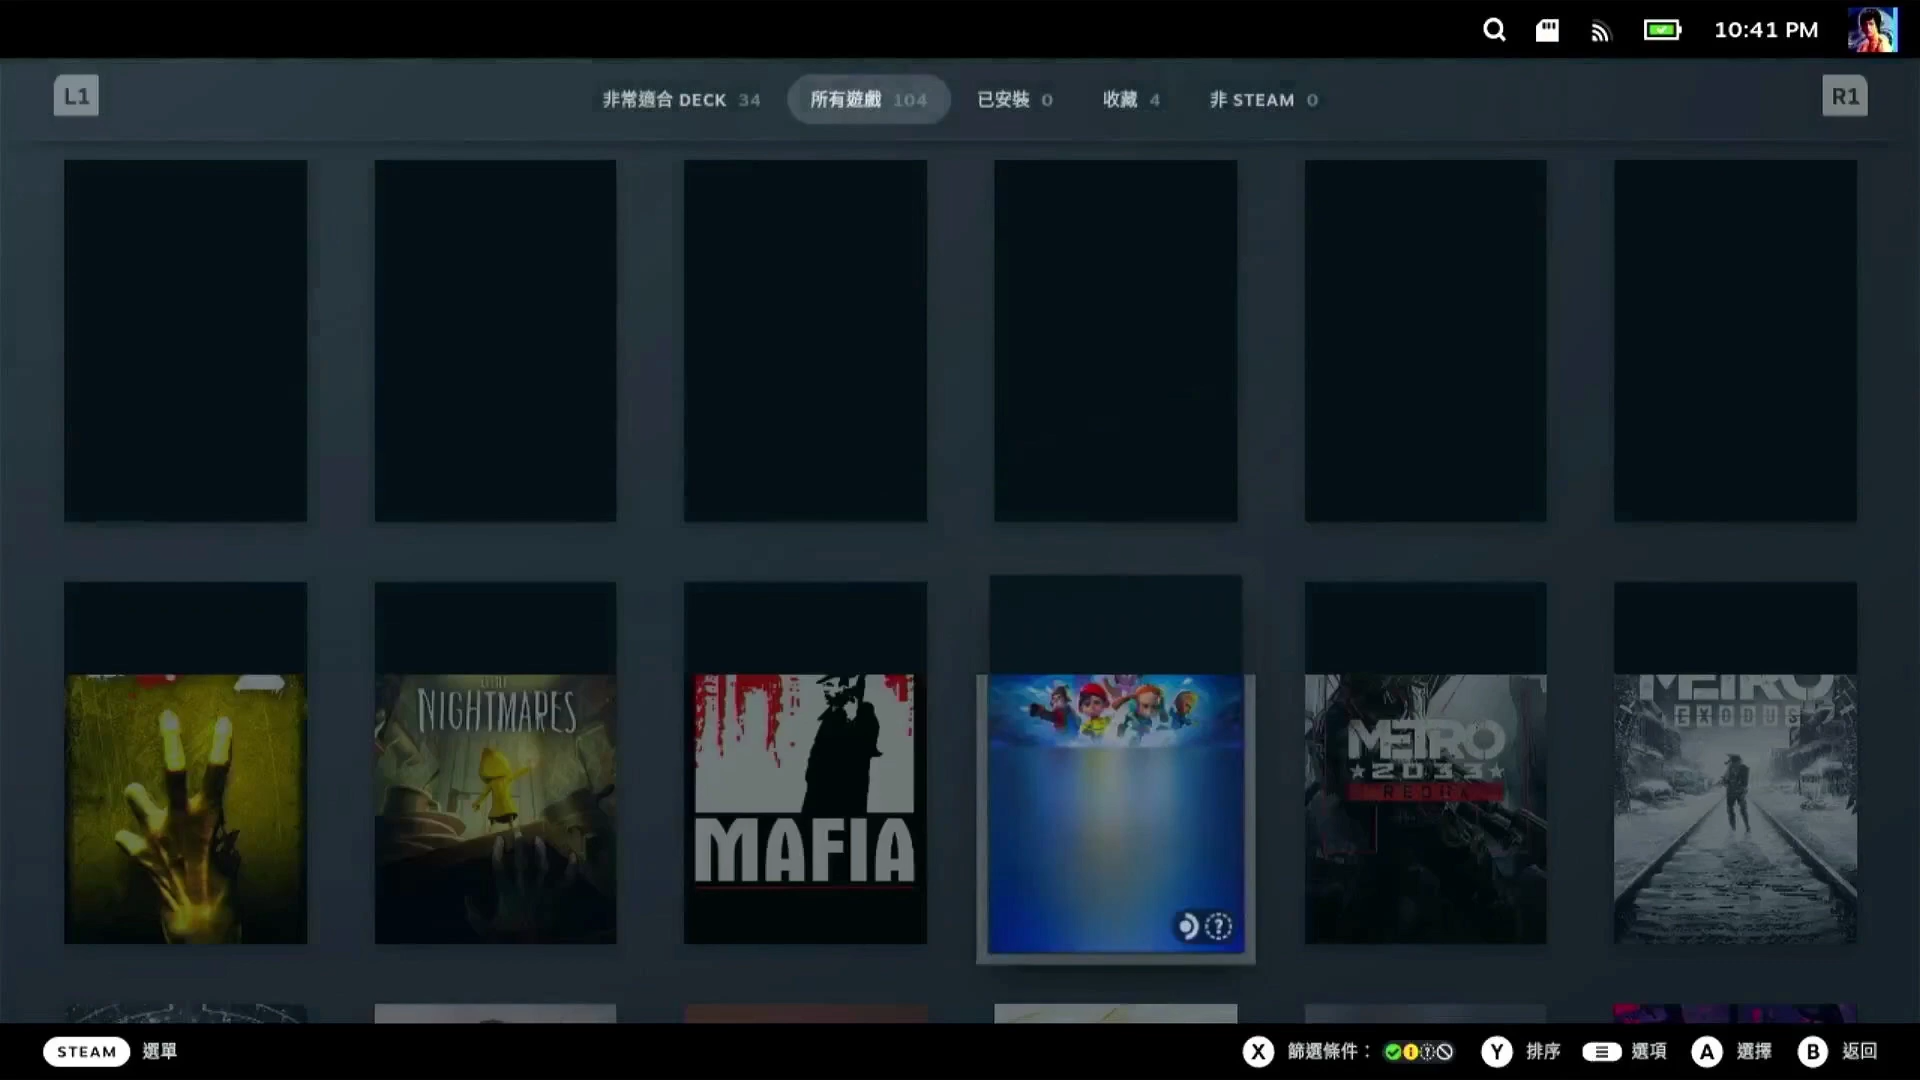 10:41 PM
L1
非常適合 DECK 34
所有遊戲 104
已安裝 0
收藏 4
非 STEAM 0
R1
NIGHTMARES
MAFIA
METRO
2033
REDUX
METRO
EXODUS
STEAM 選單
X 篩選條件：
Y 排序
選項
A 選擇
B 返回